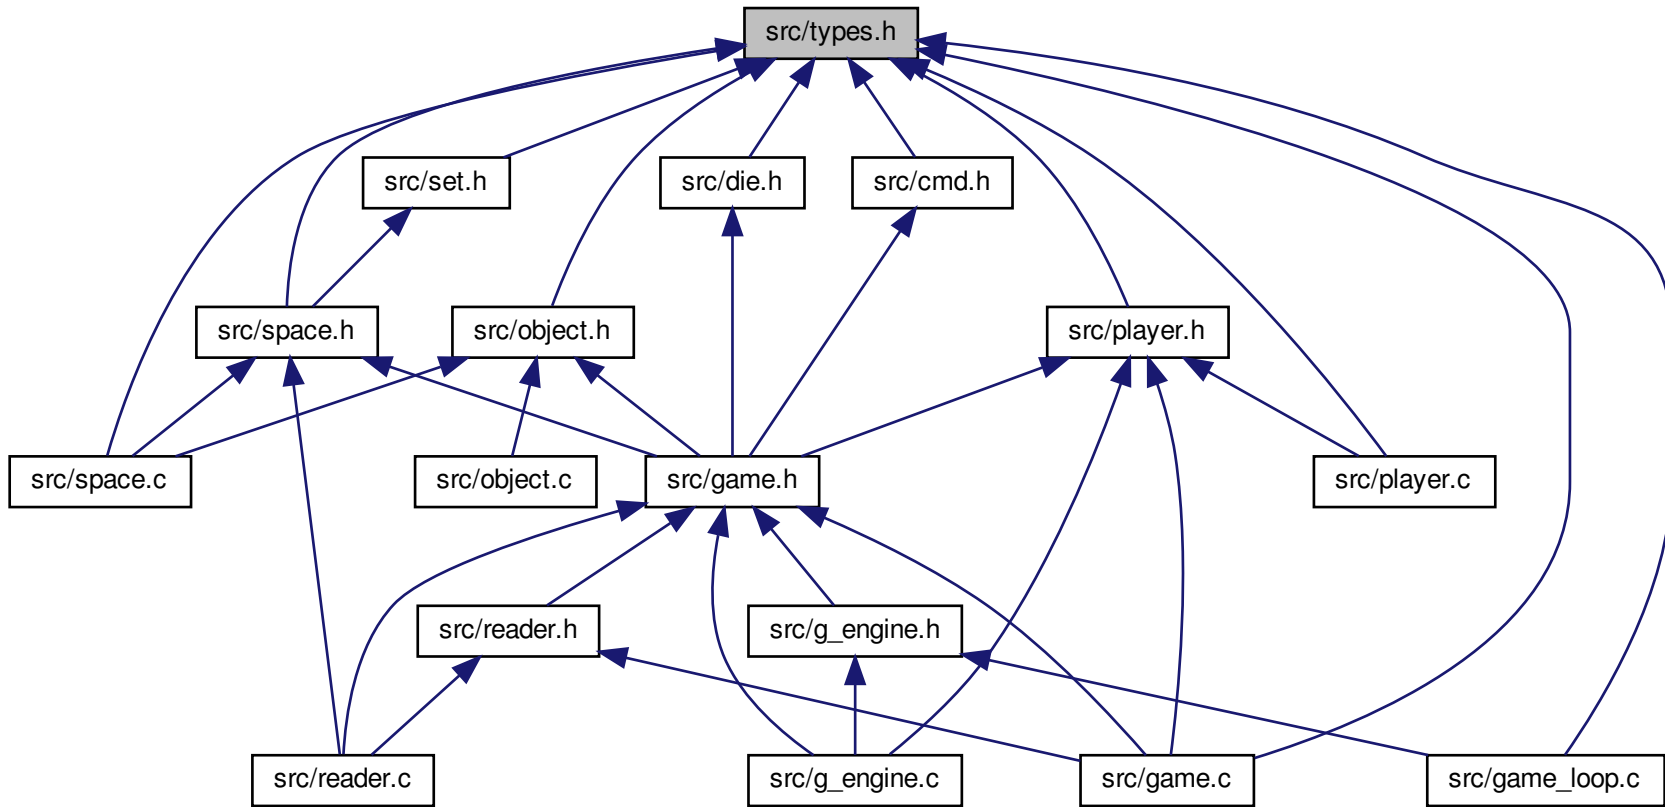 src/types.h
src/set.h
src/die.h
src/cmd.h
src/space.h
src/object.h
src/player.h
src/space.c
src/object.c
src/game.h
src/player.c
src/reader.h
src/g_engine.h
src/reader.c
src/g_engine.c
src/game.c
src/game_loop.c